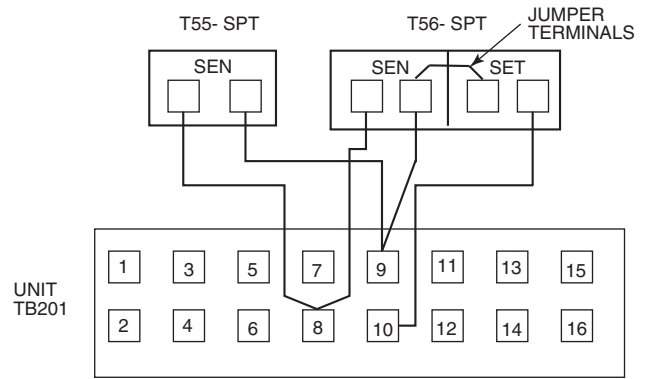 T55- SPT
T56- SPT
JUMPER
TERMINALS
SEN
SEN
SET
UNIT
TB201
1 3 5 7 9 11 13 15
2 4 6 8 10 12 14 16